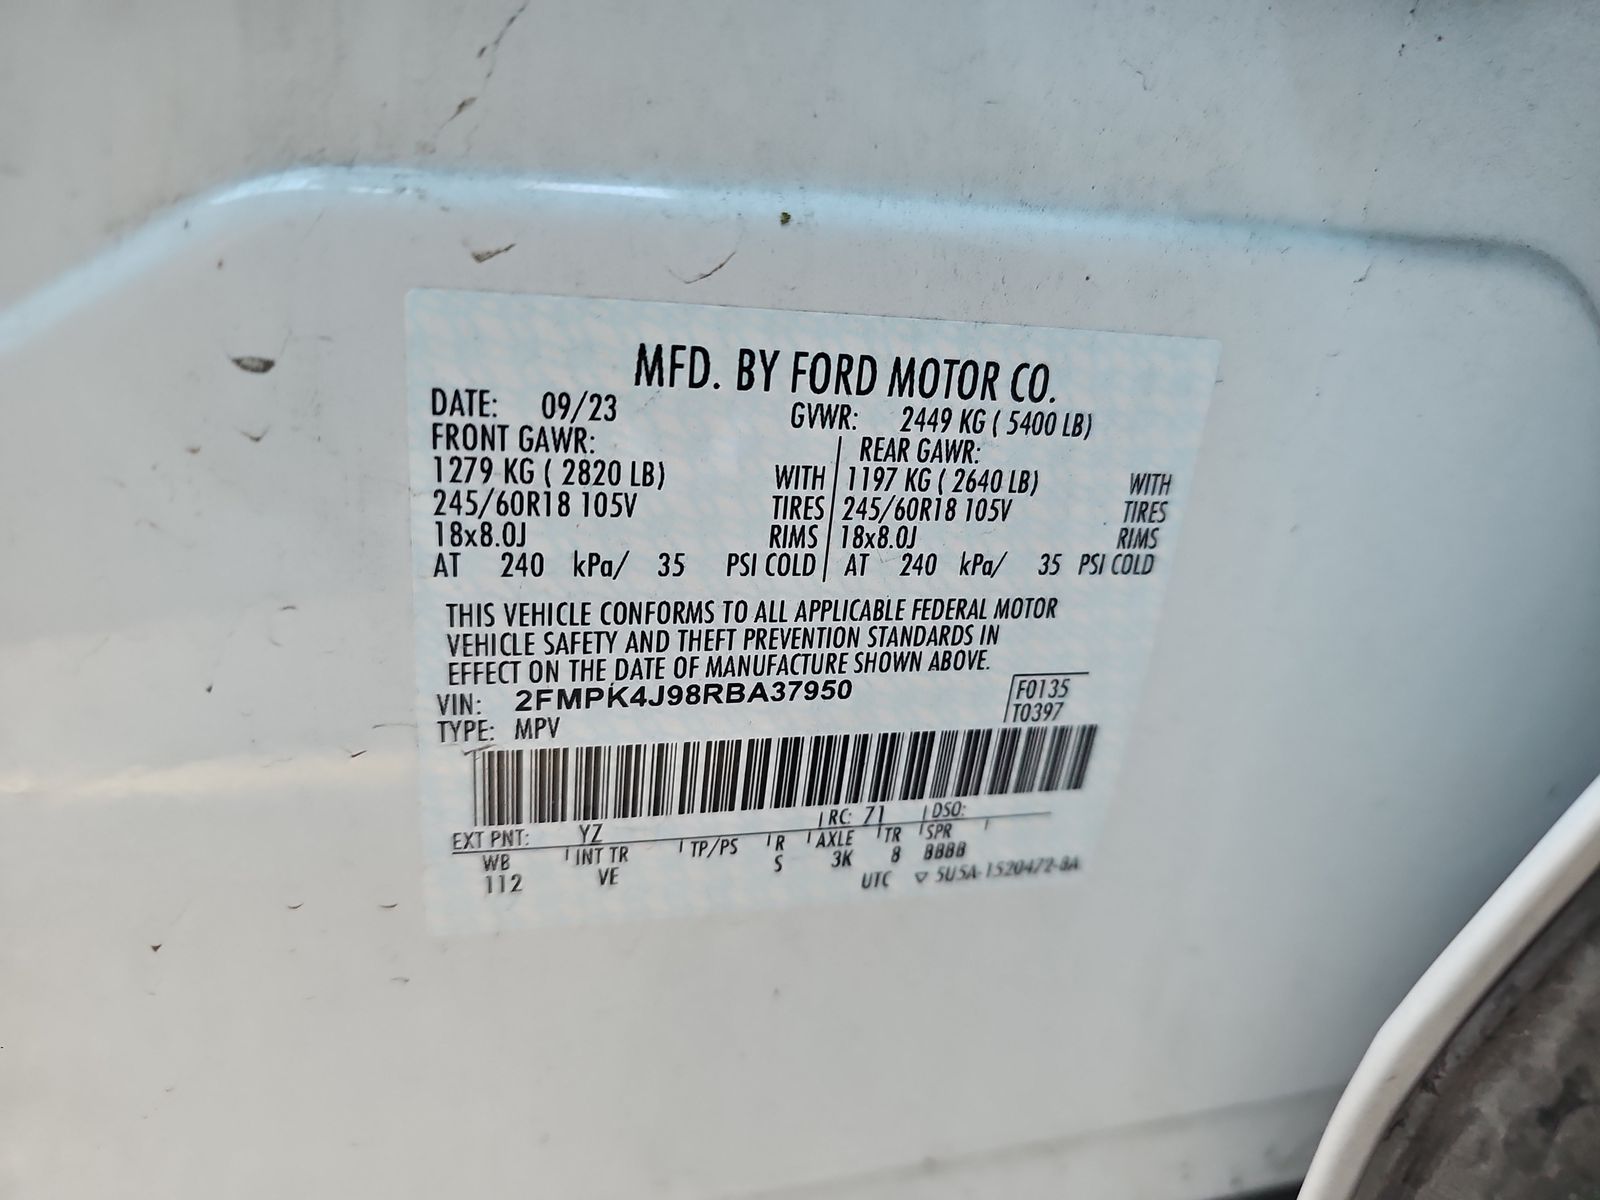 MFD. BY FORD MOTOR CO.
DATE: 09/23 GVWR: 2449 KG ( 5400 LB)
FRONT GAWR: REAR GAWR:
1279 KG ( 2820 LB) WITH 1197 KG ( 2640 LB) WITH
245/60R18 105V TIRES 245/60R18 105V TIRES
18x8.0J RIMS 18x8.0J RIMS
AT 240 kPa/ 35 PSI COLD AT 240 kPa/ 35 PSI COLD
THIS VEHICLE CONFORMS TO ALL APPLICABLE FEDERAL MOTOR
VEHICLE SAFETY AND THEFT PREVENTION STANDARDS IN
EFFECT ON THE DATE OF MANUFACTURE SHOWN ABOVE.
VIN: 2FMPK4J98RBA37950 F0135
TYPE: MPV T0397
EXT PNT: YZ RC: 71 DSO:
WB INT TR TP/PS R AXLE TR SPR
112 VE S 3K 8 8888
UTC ▽ 5U5A-1520472-8A